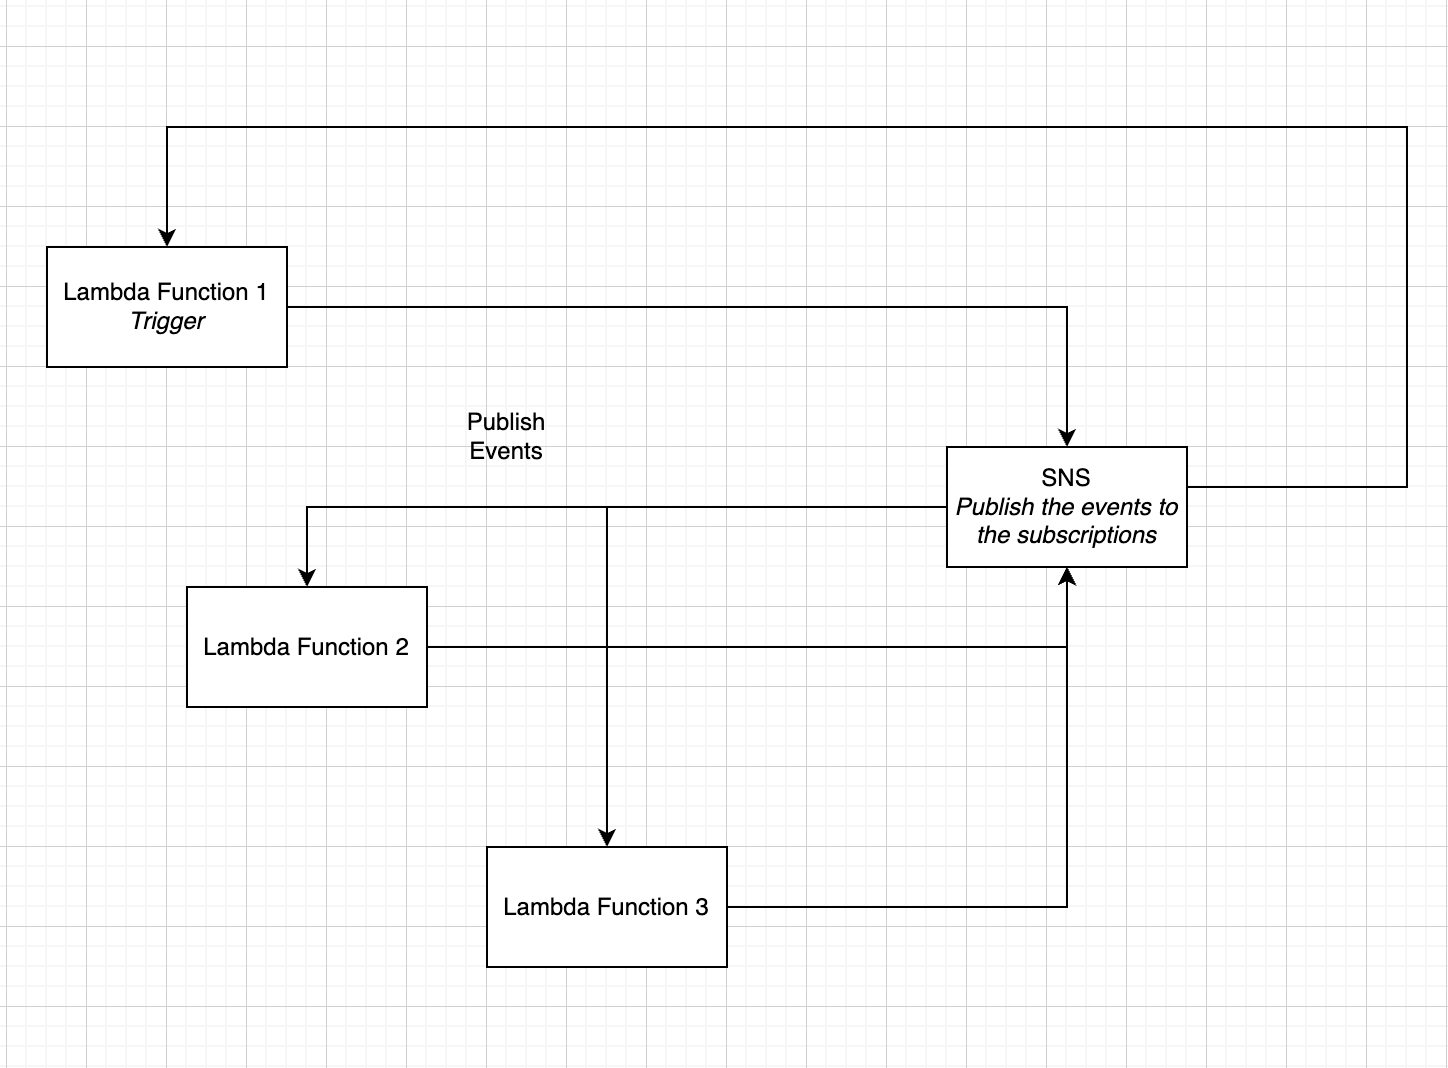 Lambda Function 1
Trigger
Publish
Events
SNS
Publish the events to
the subscriptions
Lambda Function 2
Lambda Function 3